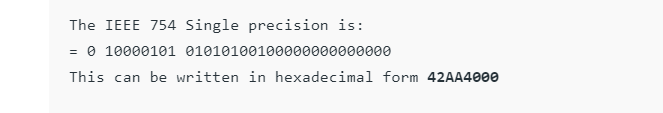 The IEEE 754 Single precision is:
= 0 10000101 01010100100000000000000
This can be written in hexadecimal form 42AA4000